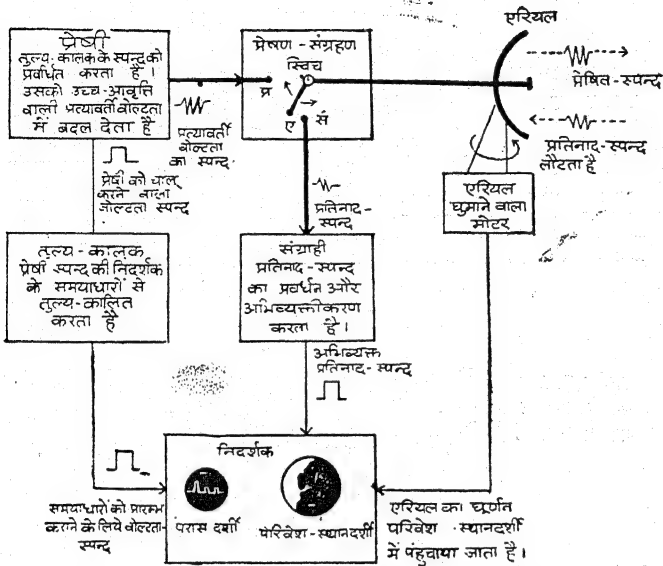 प्रेषी
तुल्य-कालक के स्पन्द को
प्रवर्धित करता है।
उसको उच्च-आवृत्ति
वाली प्रत्यावर्ती वोल्टता
में बदल देता है
प्रत्यावर्ती
वोल्टता
का स्पन्द
प्रेषण-संग्रहण
स्विच
प्र
ए
सं
एरियल
प्रेषित-स्पन्द
प्रतिनाद-स्पन्द
लौटता है
एरियल
घुमाने वाला
मोटर
प्रेषी को चालू
करने वाला
वोल्टता स्पन्द
प्रतिनाद-
स्पन्द
तुल्य-कालक
प्रेषी स्पन्द की निदर्शक
के समयाधारों से
तुल्य-कालित
करता है
संग्राही
प्रतिनाद-स्पन्द
का प्रवर्धन और
अभिव्यक्तीकरण
करता है।
अभिव्यक्त
प्रतिनाद-स्पन्द
निदर्शक
परास दर्शी
परिवेश-स्थानदर्शी
समयाधारों को प्रारम्भ
कराने के लिये वोल्टता-
स्पन्द
एरियल का घूर्णन
परिवेश स्थानदर्शी
में पंहुचाया जाता है।